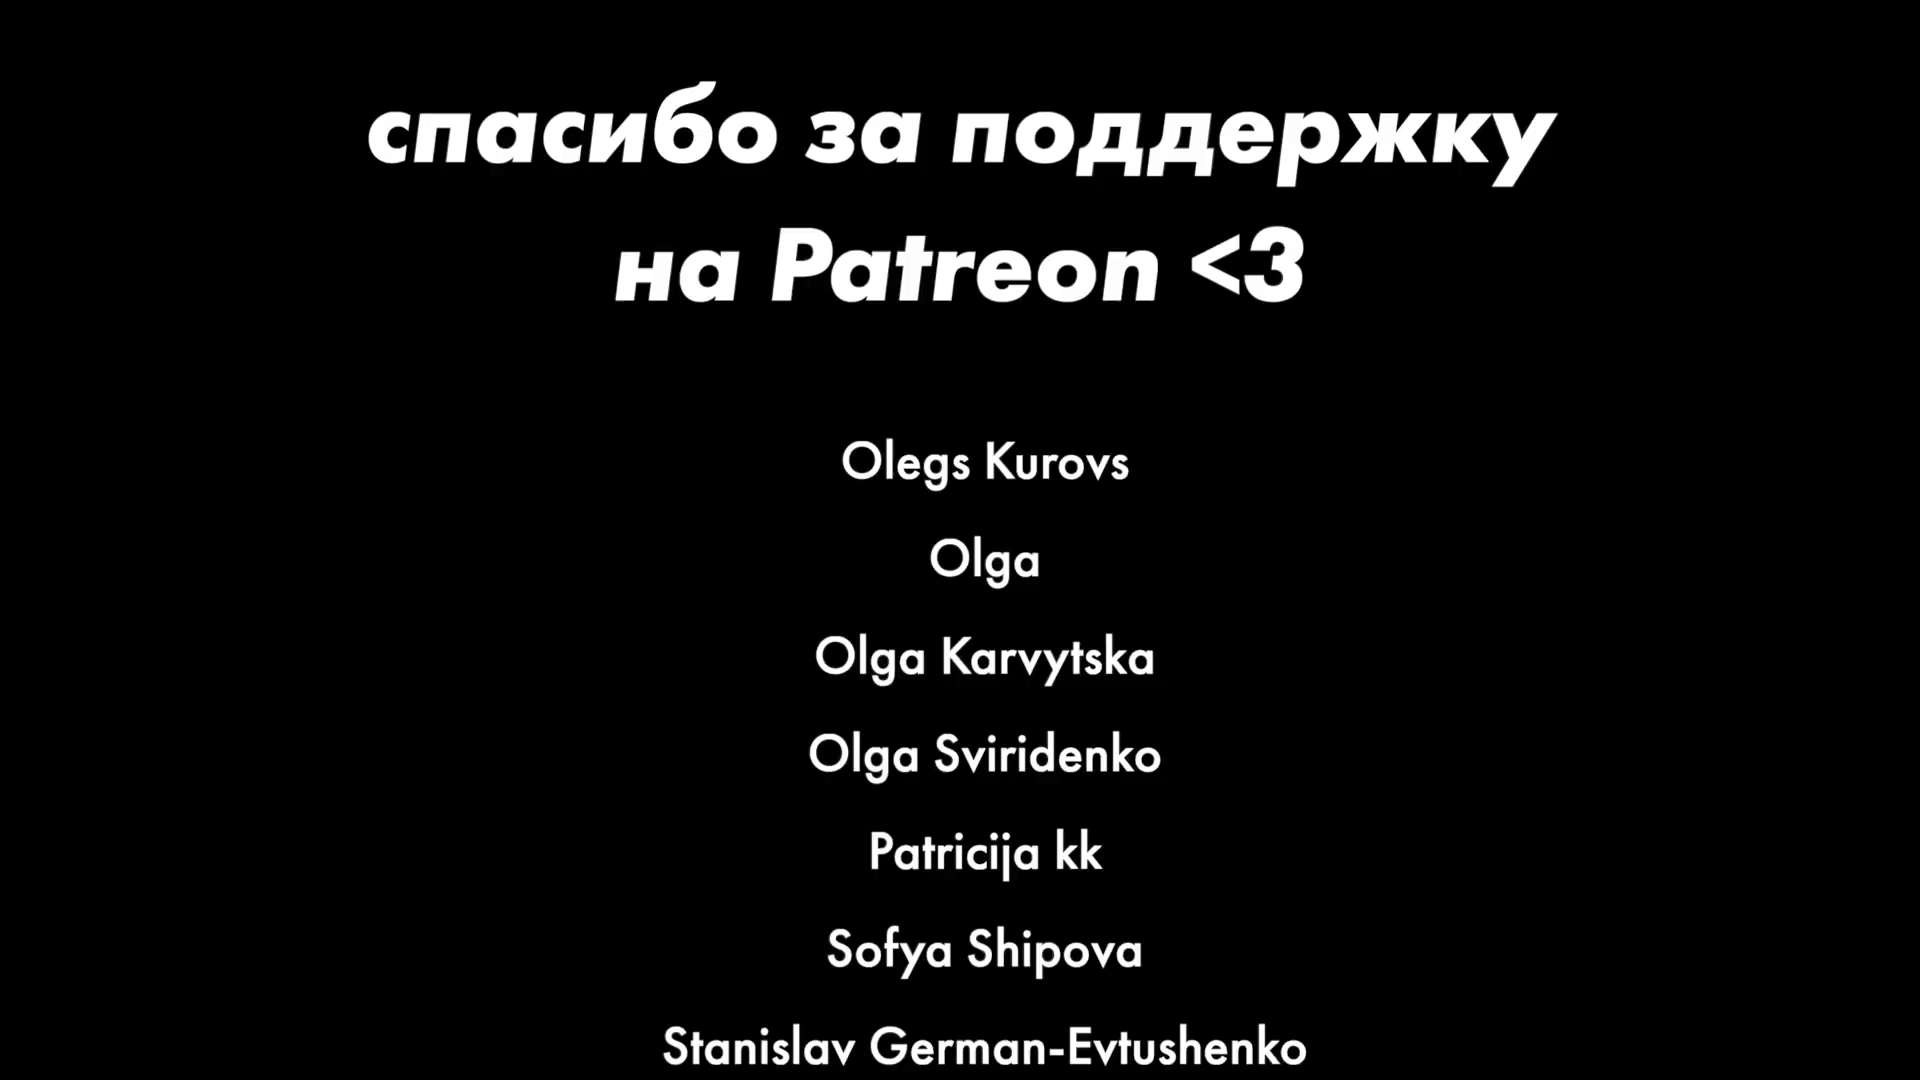 спасибо за поддержку
на Patreon <3
Olegs Kurovs
Olga
Olga Karvytska
Olga Sviridenko
Patricija kk
Sofya Shipova
Stanislav German-Evtushenko